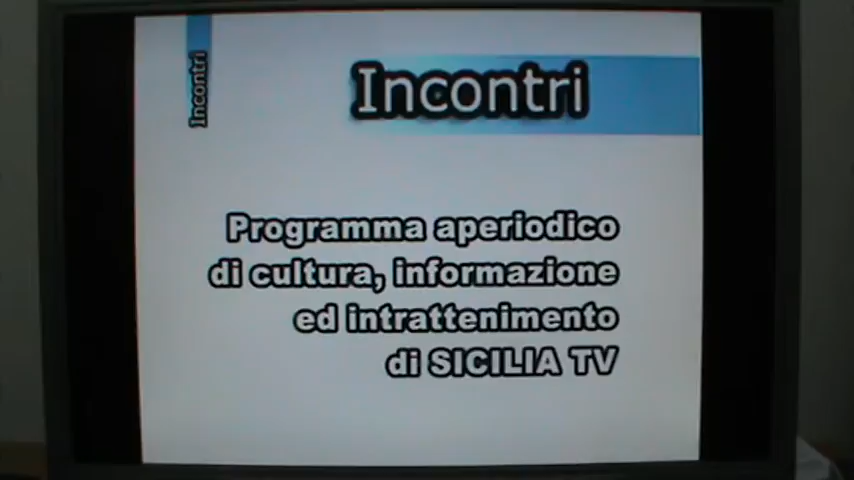 Incontri
Incontri
Programma aperiodico
di cultura, informazione
ed intrattenimento
di SICILIA TV